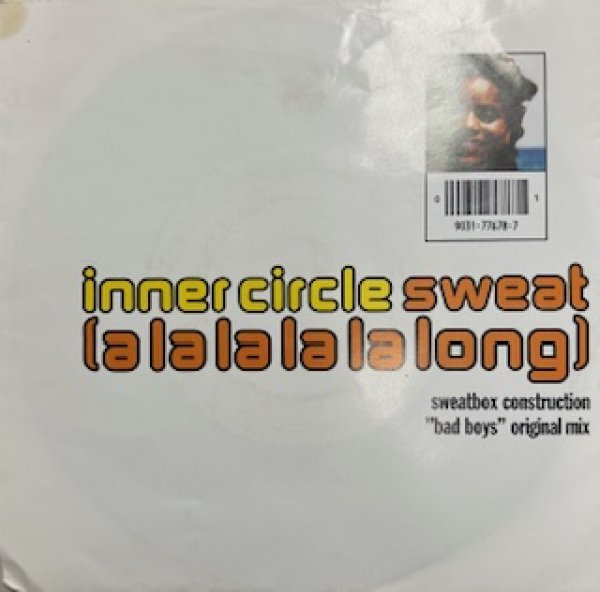 0 1
9031-77678-7
inner circle sweat
(a la la la la long)
sweatbox construction
"bad boys" original mix